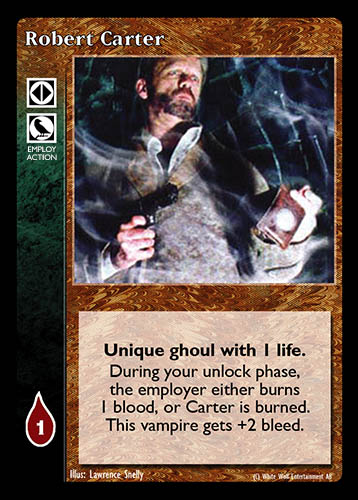 Robert Carter
EMPLOY
ACTION
Unique ghoul with 1 life.
During your unlock phase,
the employer either burns
1 blood, or Carter is burned.
This vampire gets +2 bleed.
1
Illus: Lawrence Snelly
(C) White Wolf Entertainment AB